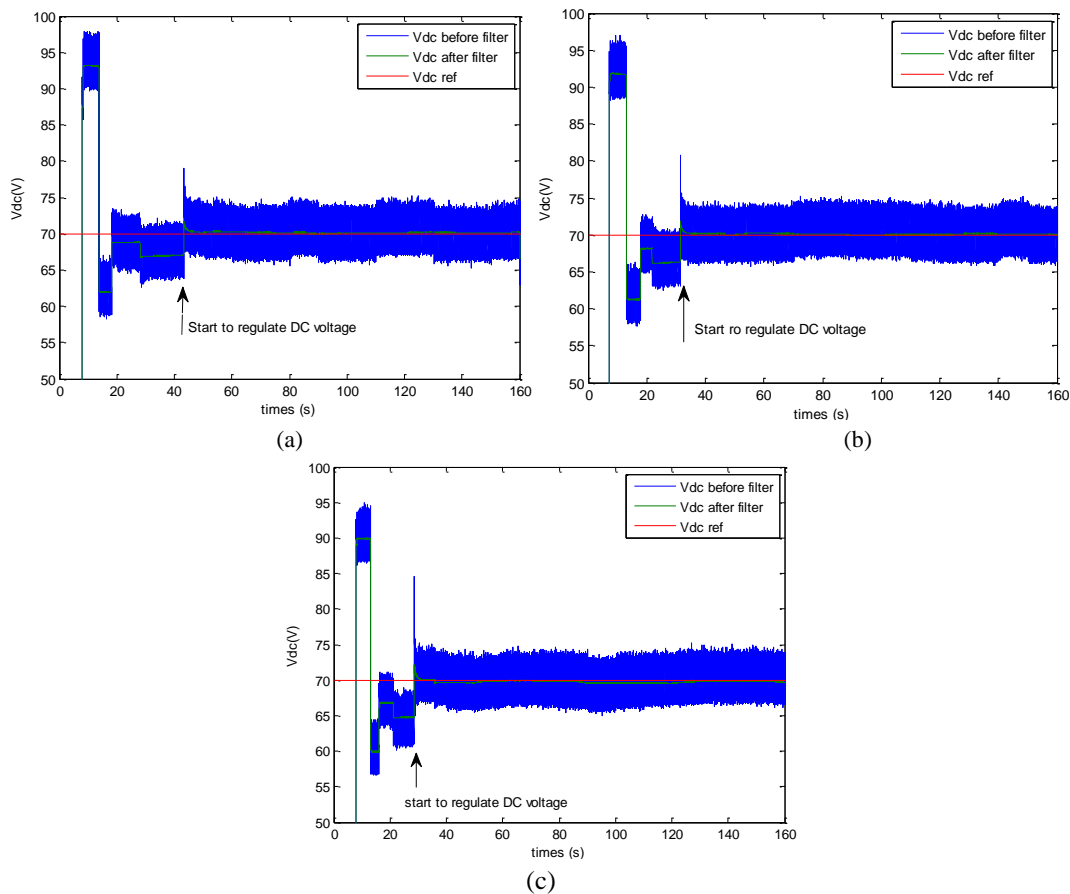 100
95
90
85
80
75
70
65
60
55
50
Vdc(V)
Vdc before filter
Vdc after filter
Vdc ref
Start to regulate DC voltage
0 20 40 60 80 100 120 140 160
times (s)
(a)
100
95
90
85
80
75
70
65
60
55
50
Vdc before filter
Vdc after filter
Vdc ref
Start ro regulate DC voltage
0 20 40 60 80 100 120 140 160
times (s)
(b)
100
95
90
85
80
75
70
65
60
55
50
Vdc(V)
Vdc before filter
Vdc after filter
Vdc ref
start to regulate DC voltage
0 20 40 60 80 100 120 140 160
times (s)
(c)